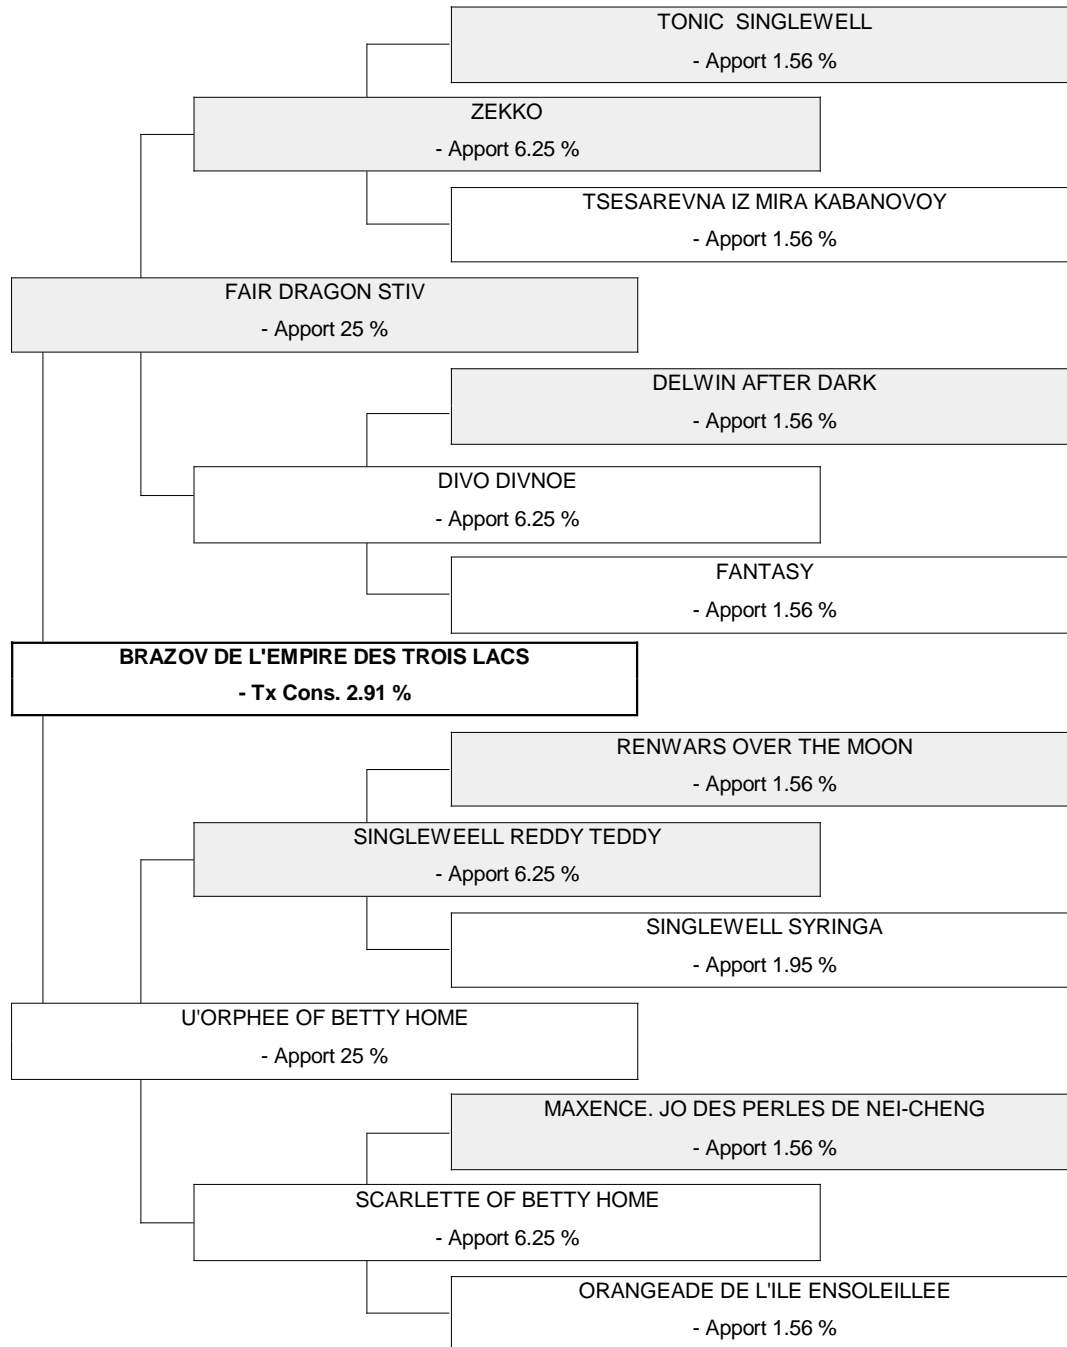 TONIC  SINGLEWELL
- Apport 1.56 %
ZEKKO
- Apport 6.25 %
TSESAREVNA IZ MIRA KABANOVOY
- Apport 1.56 %
FAIR DRAGON STIV
- Apport 25 %
DELWIN AFTER DARK
- Apport 1.56 %
DIVO DIVNOE
- Apport 6.25 %
FANTASY
- Apport 1.56 %
BRAZOV DE L'EMPIRE DES TROIS LACS
- Tx Cons. 2.91 %
RENWARS OVER THE MOON
- Apport 1.56 %
SINGLEWEELL REDDY TEDDY
- Apport 6.25 %
SINGLEWELL SYRINGA
- Apport 1.95 %
U'ORPHEE OF BETTY HOME
- Apport 25 %
MAXENCE. JO DES PERLES DE NEI-CHENG
- Apport 1.56 %
SCARLETTE OF BETTY HOME
- Apport 6.25 %
ORANGEADE DE L'ILE ENSOLEILLEE
- Apport 1.56 %